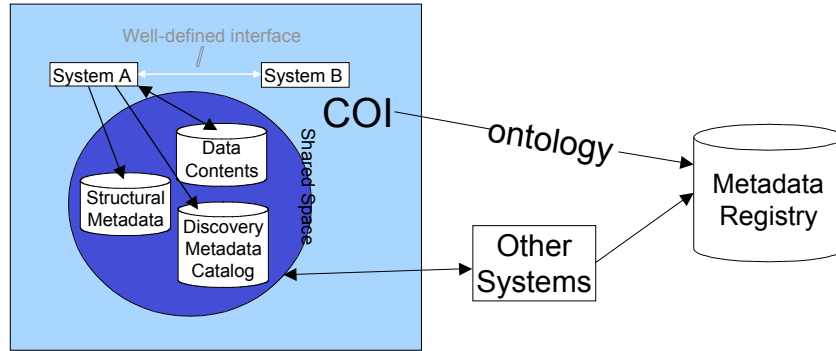 Well-defined interface
System A
System B
COI
ontology
Shared Space
Data
Contents
Structural
Metadata
Discovery
Metadata
Catalog
Metadata
Registry
Other
Systems